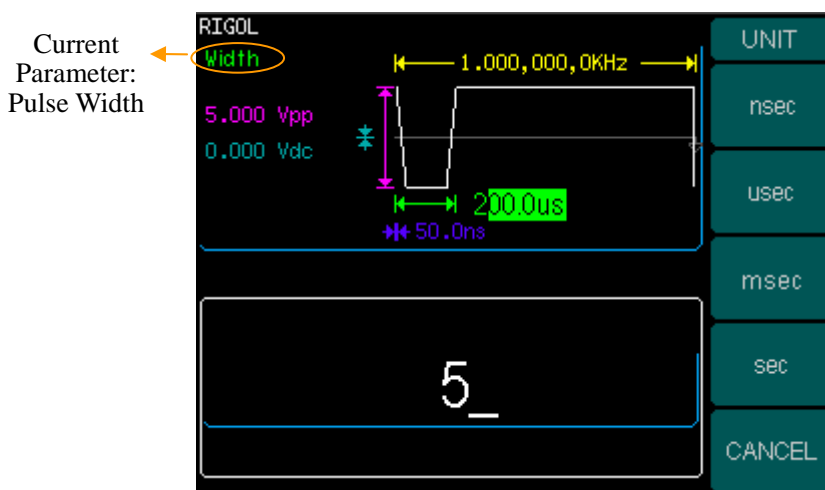 Current
Parameter:
Pulse Width
RIGOL
Width
1.000,000,0KHz
5.000 Vpp
0.000 Vdc
200.0us
50.0ns
5_
UNIT
nsec
usec
msec
sec
CANCEL